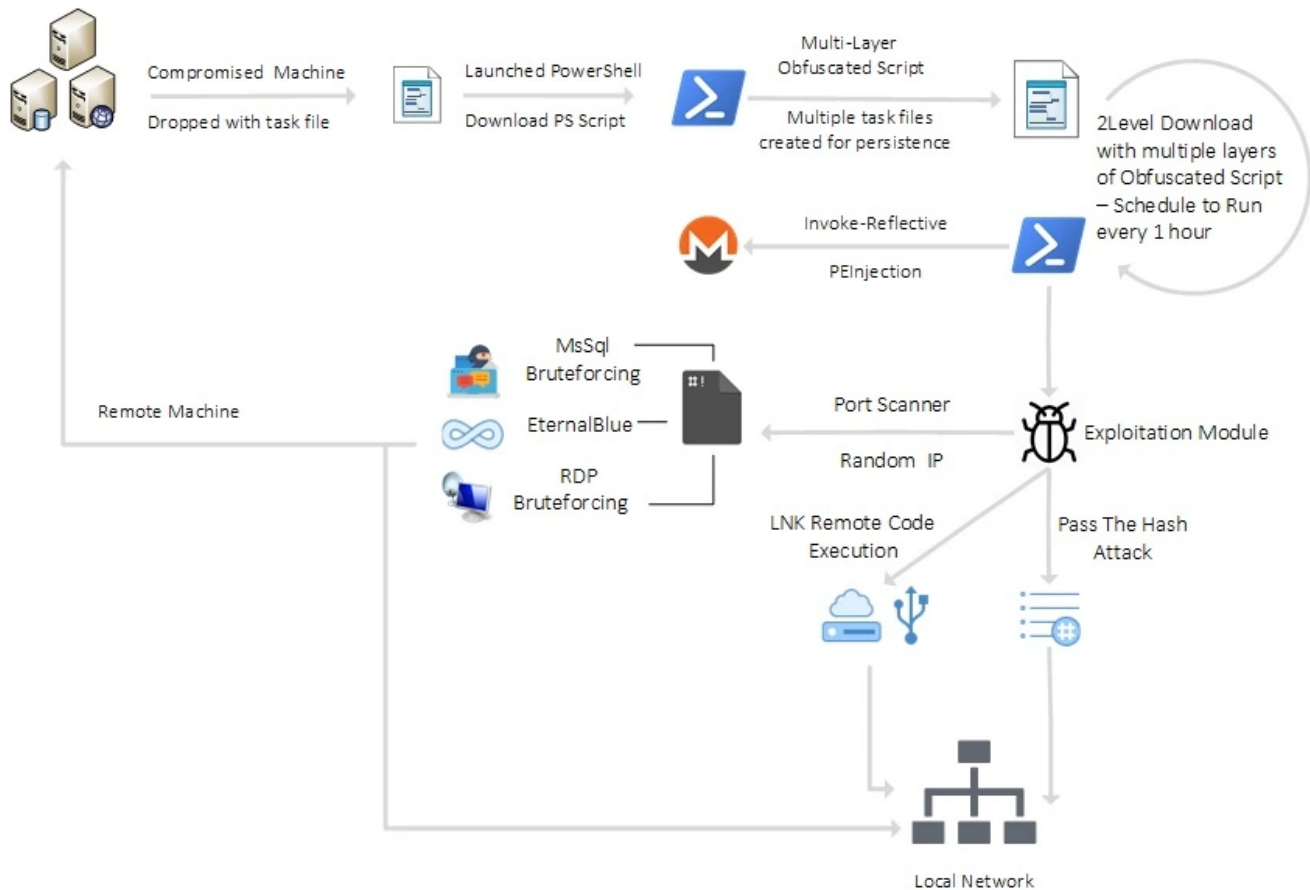 Compromised Machine
Dropped with task file
Launched PowerShell
Download PS Script
Multi-Layer
Obfuscated Script
Multiple task files
created for persistence
2Level Download
with multiple layers
of Obfuscated Script
– Schedule to Run
every 1 hour
Invoke-Reflective
PEInjection
MsSql
Bruteforcing
#!
EternalBlue
RDP
Bruteforcing
Remote Machine
Port Scanner
Random IP
Exploitation Module
LNK Remote Code
Execution
Pass The Hash
Attack
#
Local Network